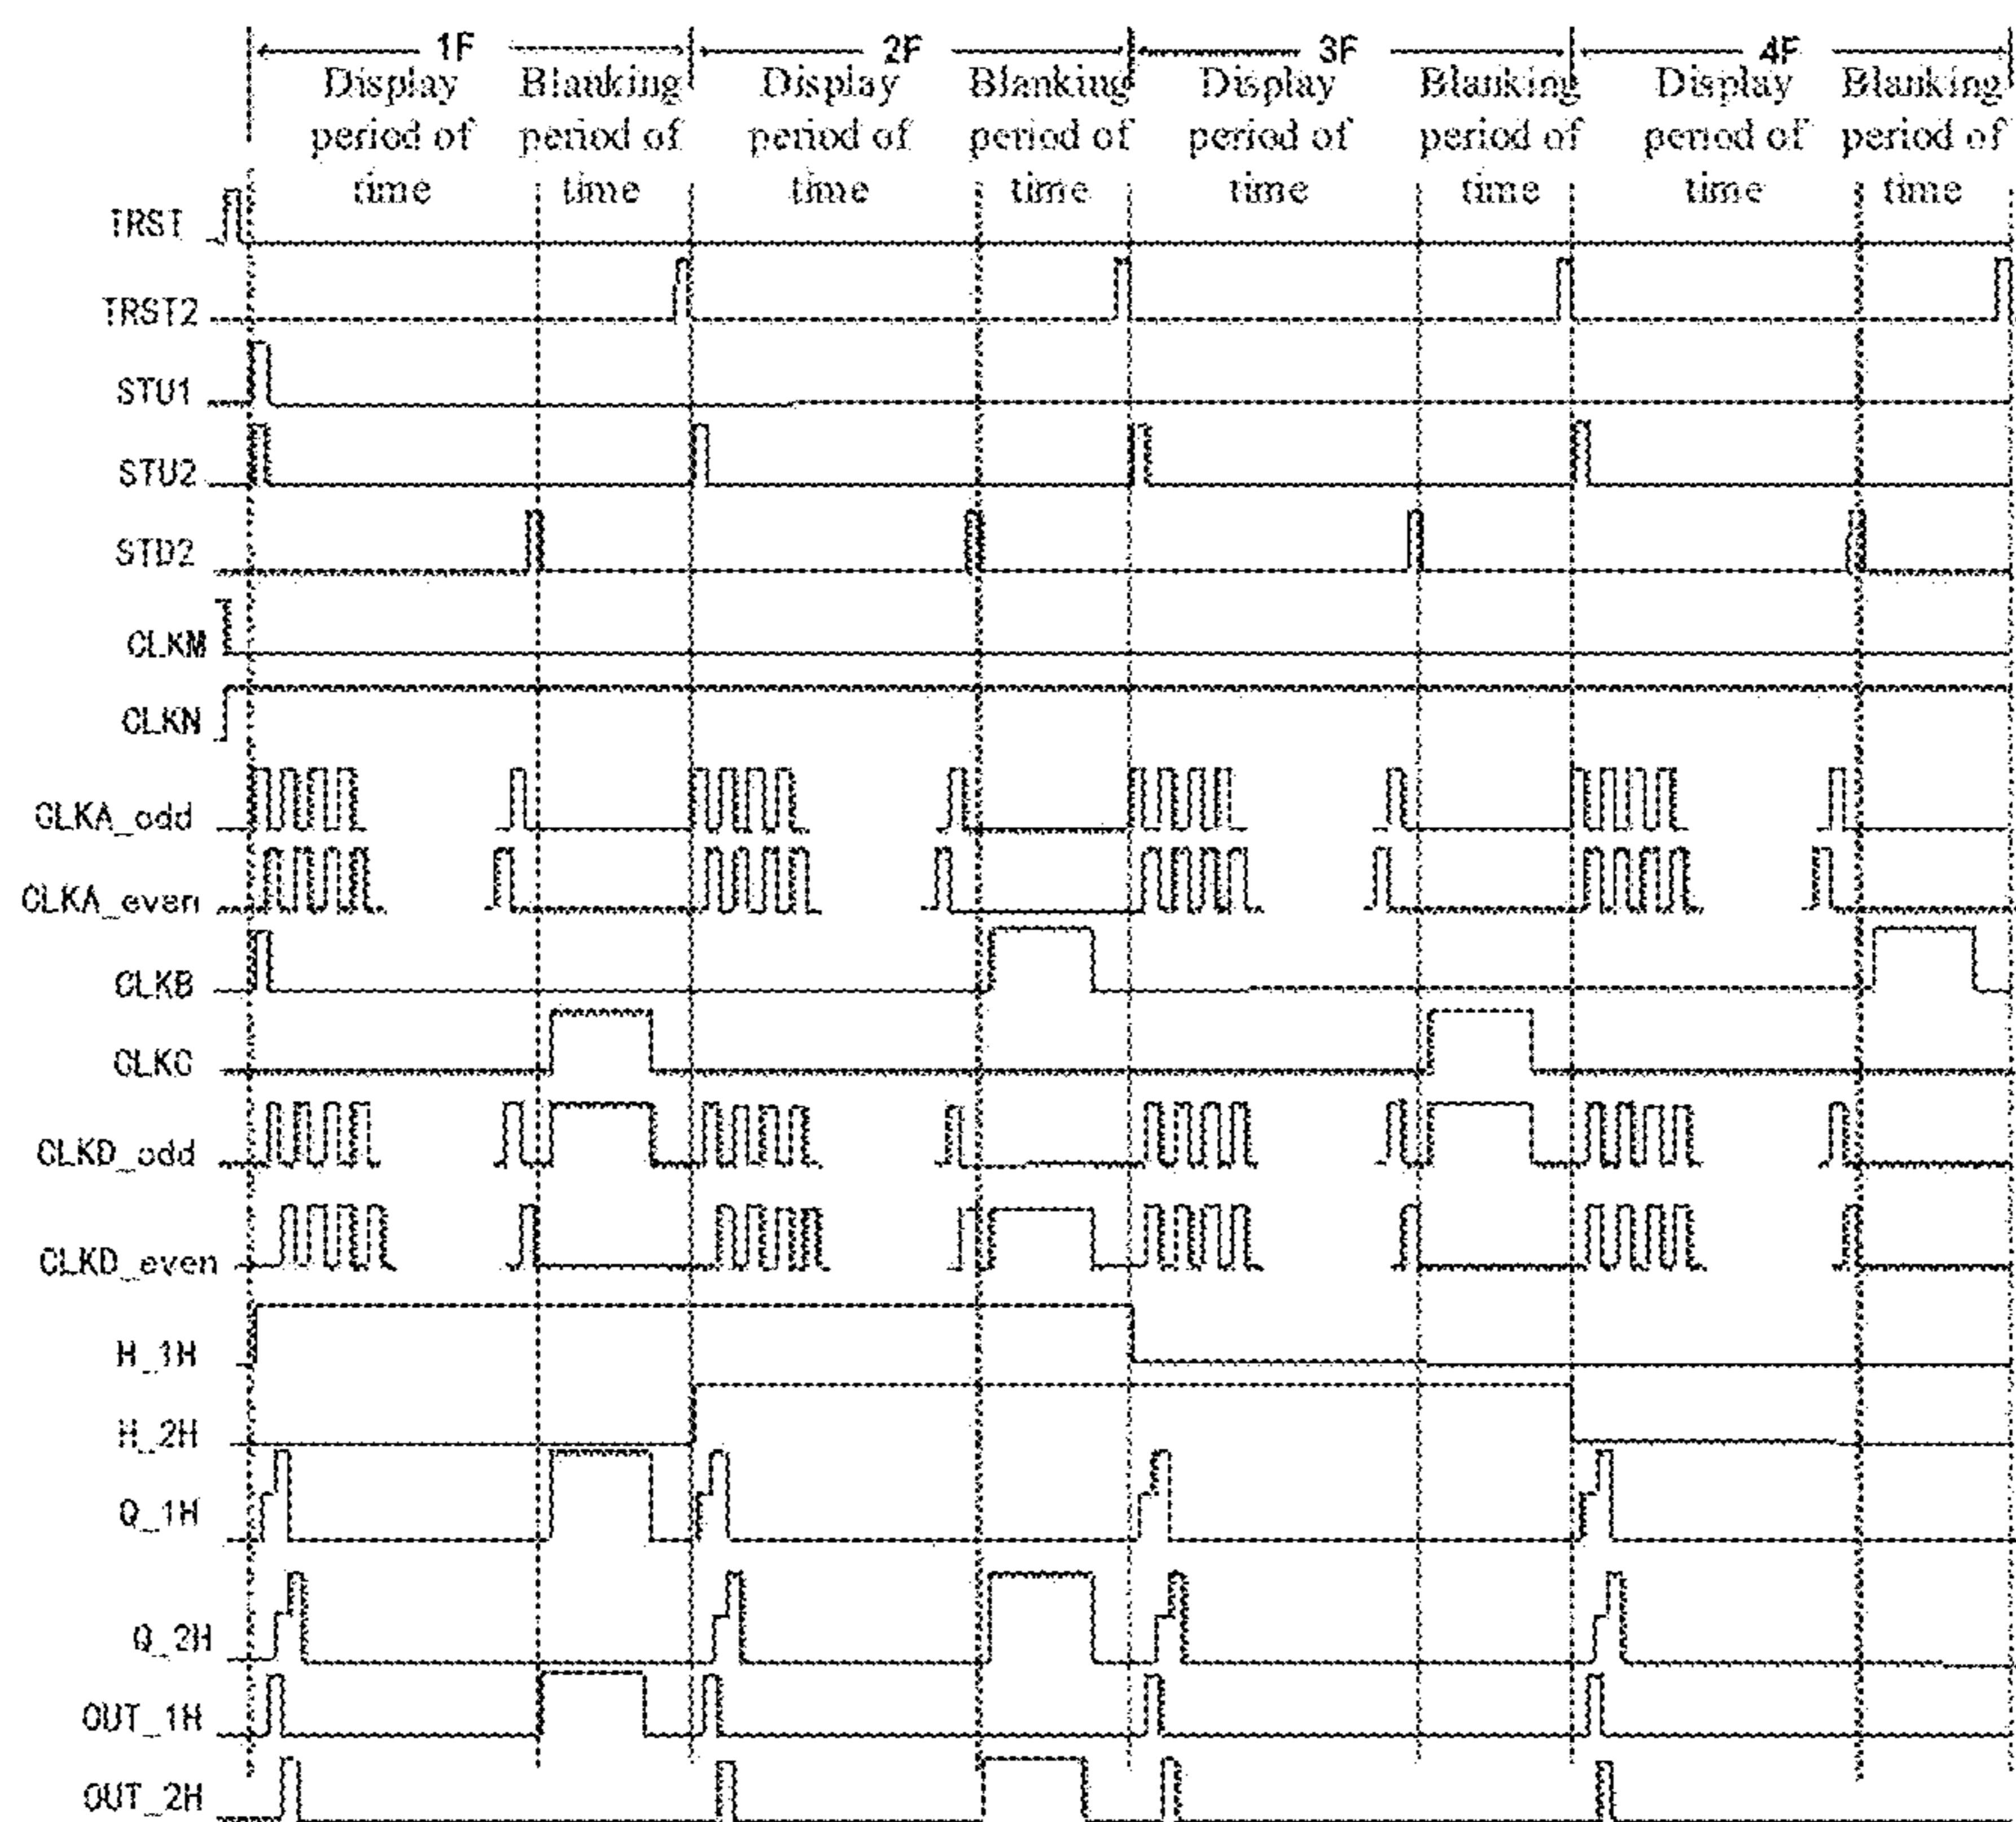 1F 2F 3F 4F
Display Blanking Display Blanking Display Blanking Display Blanking
period of period of period of period of period of period of period of period of
time time time time time time time time
TRST
TRST2
STU1
STU2
STD2
CLKM
CLKN
CLKA_odd
CLKA_even
CLKB
CLKC
CLKD_odd
CLKD_even
H_1H
H_2H
Q_1H
Q_2H
OUT_1H
OUT_2H